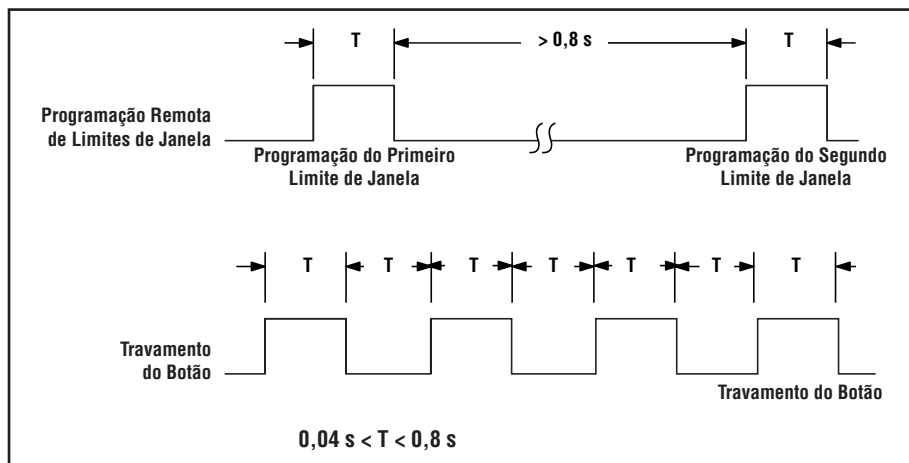 T > 0,8 s T
Programação Remota
de Limites de Janela
Programação do Primeiro
Limite de Janela
Programação do Segundo
Limite de Janela
T T T T T T T
Travamento
do Botão
Travamento do Botão
0,04 s < T < 0,8 s